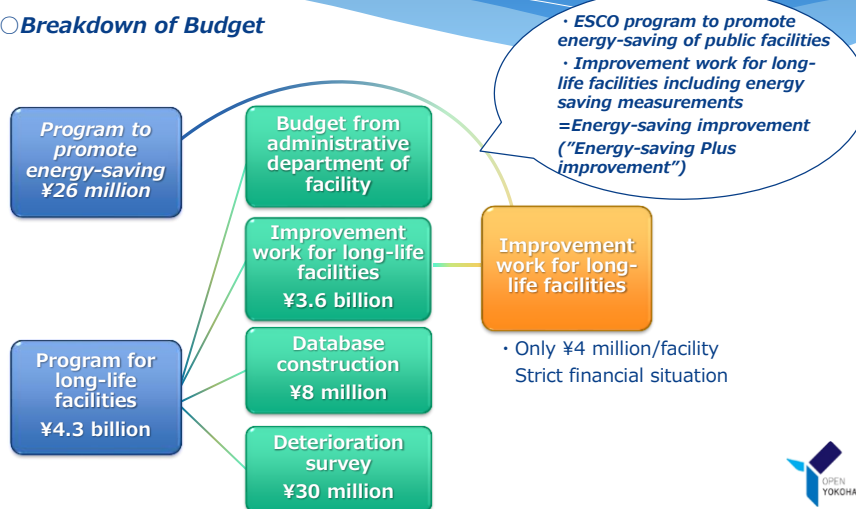 ○Breakdown of Budget
・ESCO program to promote
energy-saving of public facilities
・Improvement work for long-
life facilities including energy
saving measurements
=Energy-saving improvement
(”Energy-saving Plus
improvement”)
Program to
promote
energy-saving
¥26 million
Budget from
administrative
department of
facility
Improvement
work for long-life
facilities
¥3.6 billion
Improvement
work for long-
life facilities
・Only ¥4 million/facility
Strict financial situation
Program for
long-life
facilities
¥4.3 billion
Database
construction
¥8 million
Deterioration
survey
¥30 million
OPEN
YOKOHA